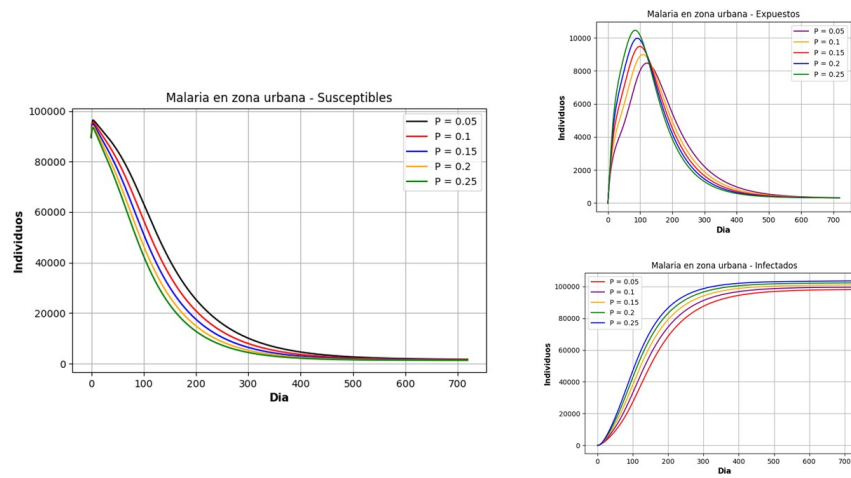 Malaria en zona urbana - Susceptibles
Individuos
100000
80000
60000
40000
20000
0
0 100 200 300 400 500 600 700
Dia
P = 0.05
P = 0.1
P = 0.15
P = 0.2
P = 0.25
Malaria en zona urbana - Expuestos
Individuos
10000
8000
6000
4000
2000
0
0 100 200 300 400 500 600 700
Dia
P = 0.05
P = 0.1
P = 0.15
P = 0.2
P = 0.25
Malaria en zona urbana - Infectados
Individuos
100000
80000
60000
40000
20000
0
0 100 200 300 400 500 600 700
Dia
P = 0.05
P = 0.1
P = 0.15
P = 0.2
P = 0.25